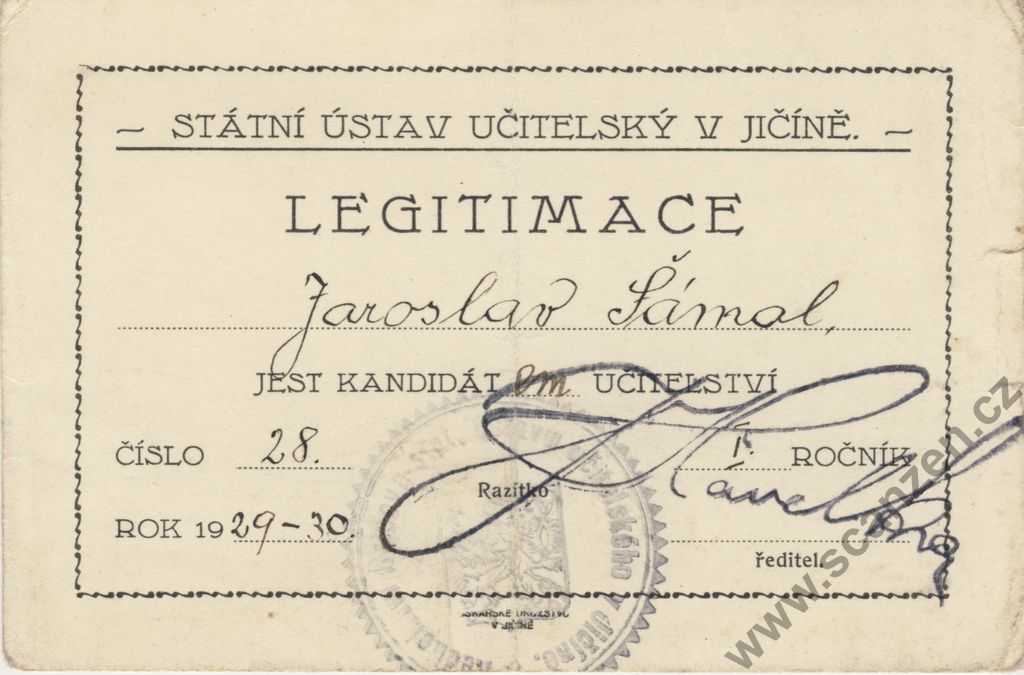 ~ STÁTNÍ ÚSTAV UČITELSKÝ V JIČÍNĚ. ~
LEGITIMACE
Jaroslav Šámal,
JEST KANDIDÁT em UČITELSTVÍ
ČÍSLO 28. I. ROČNÍK
Razítko
ROK 1929-30.
ředitel.
V JIČÍNĚ
www.scanzen.cz